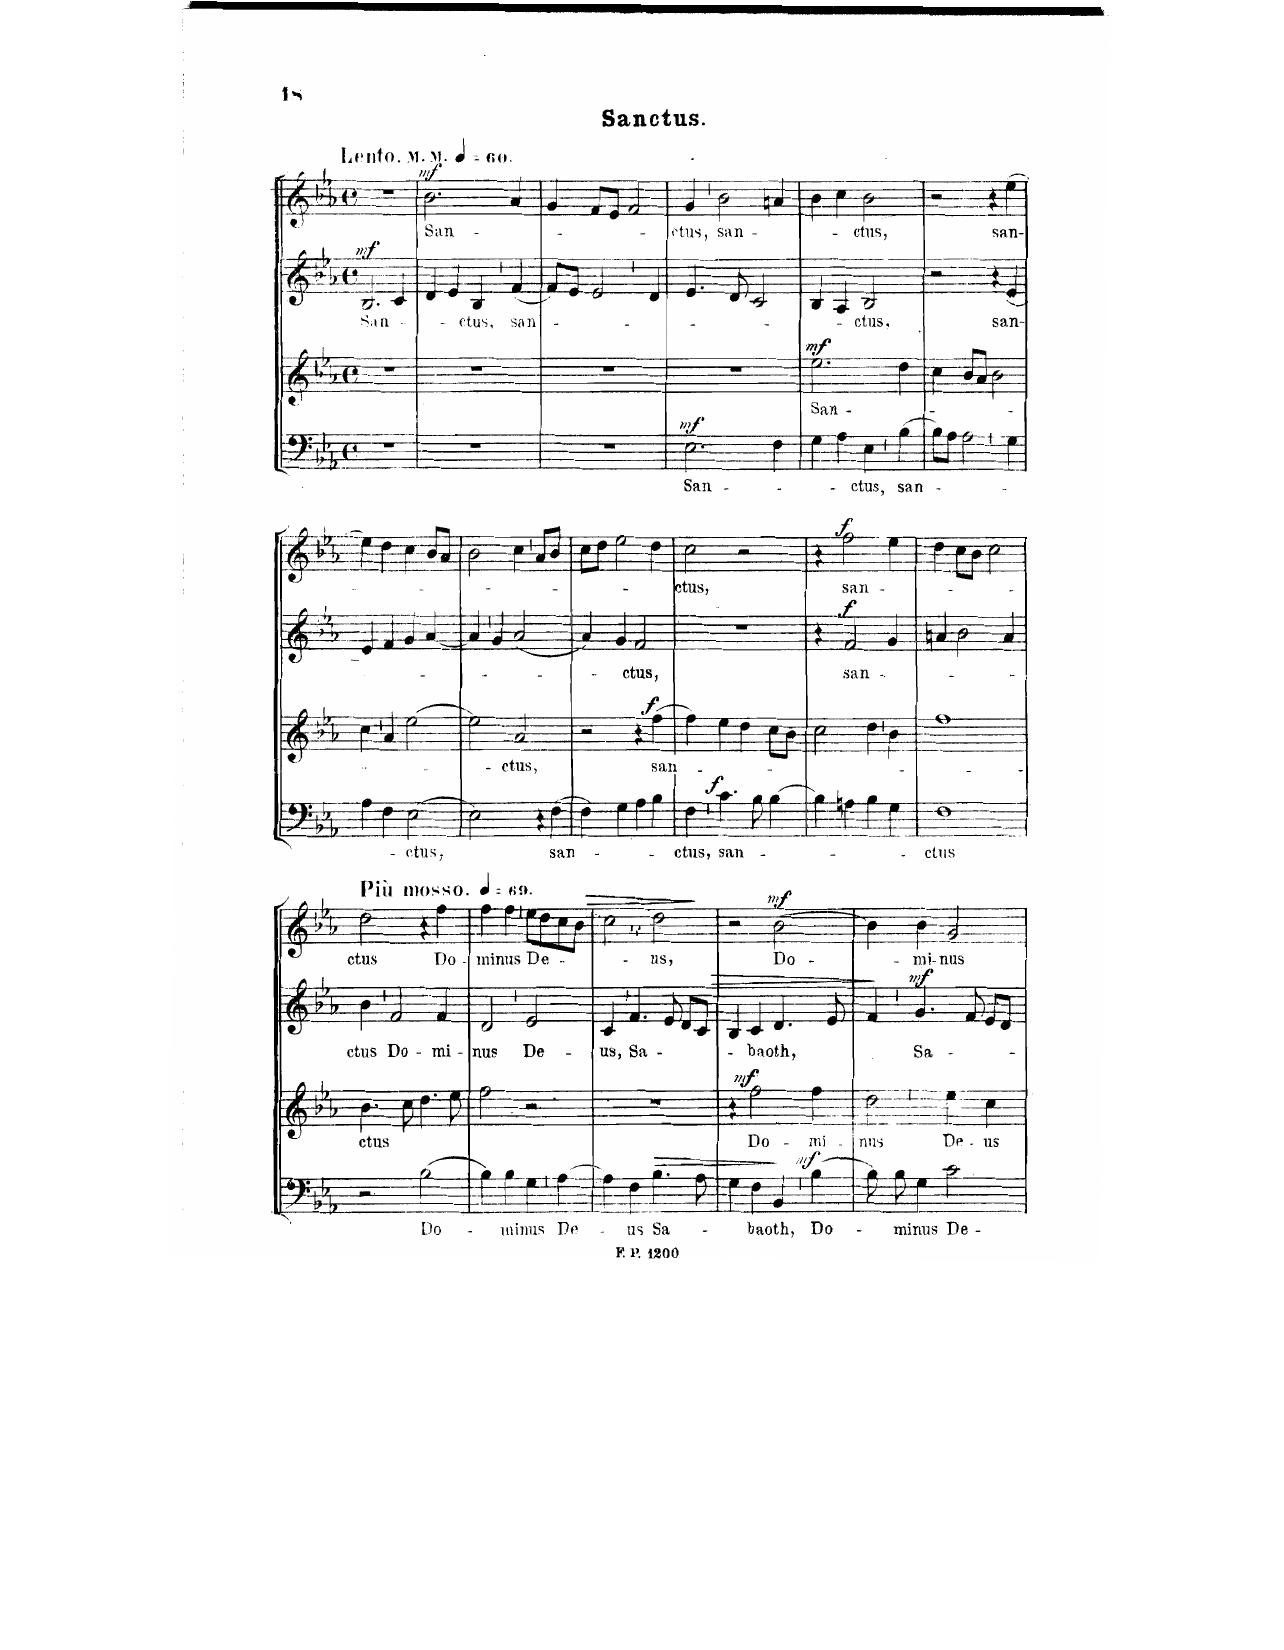 18
Sanctus.
Lento. M. M. ♩ = 60.
mf
San - - - - ctus, san - - ctus, san-
mf
San - - ctus, san - - - - - ctus, san-
mf
San - - -
mf
San - - - ctus, san - -
- - - - ctus, san - - -
f
- - - - ctus, san - - -
f
- - - ctus, san - - - - - -
f
- ctus, san - - ctus, san - - - ctus
f
Più mosso. ♩ = 69.
mf
ctus Do - minus De - - us, Do - - mi-nus
mf
ctus Do - mi - nus De - us, Sa - - baoth, Sa - -
mf
ctus Do - mi - nus De - us
mf
Do - minus De - us Sa - baoth, Do - minus De -
F. P. 1200